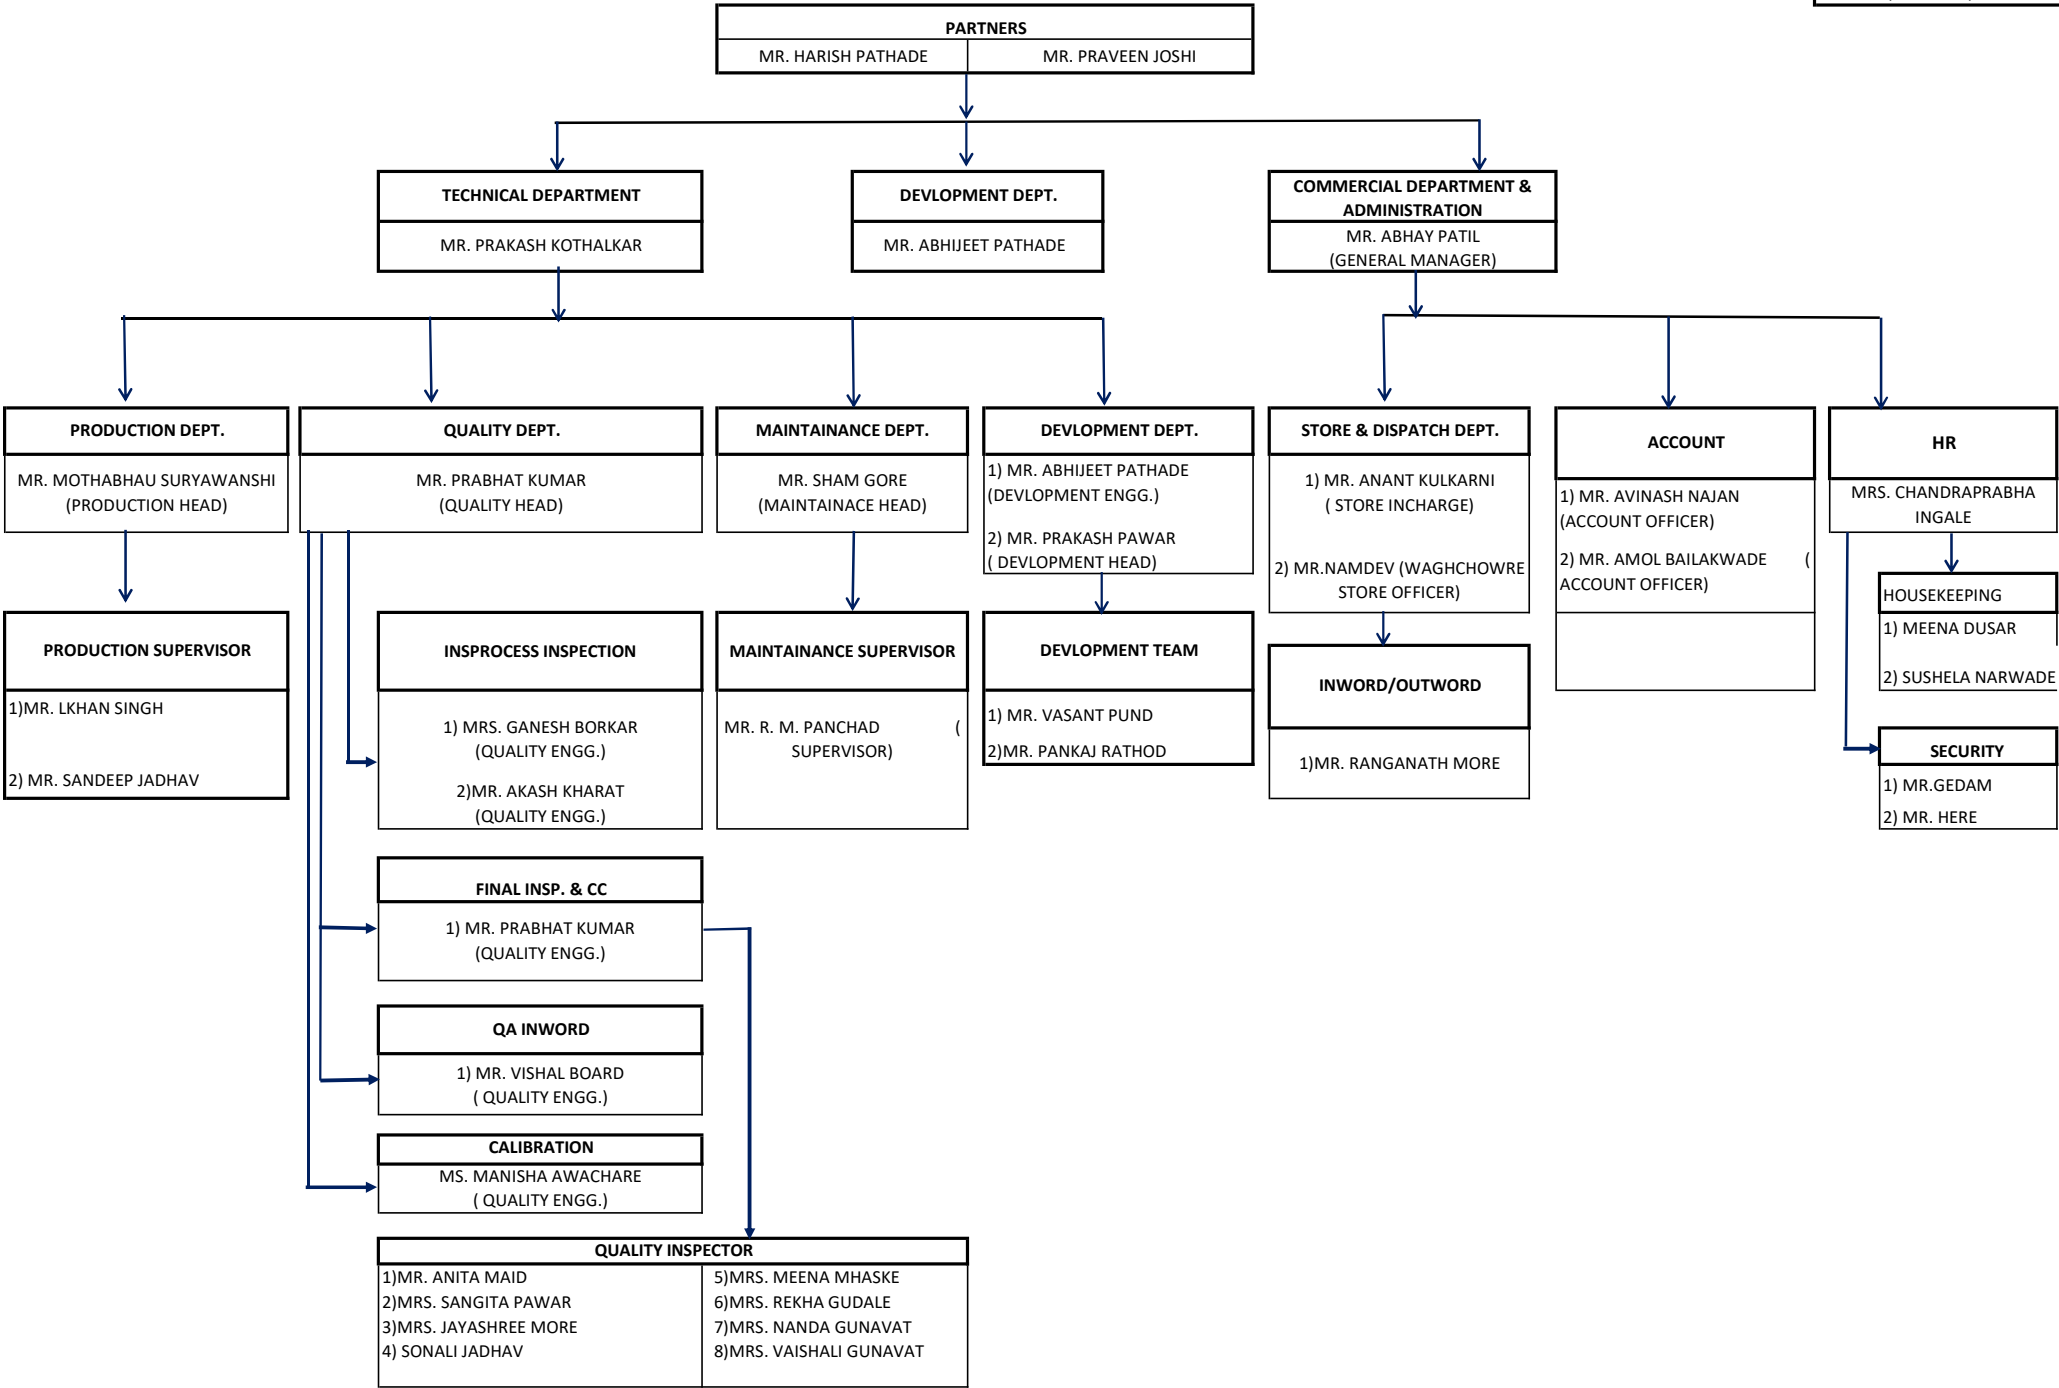 PARTNERS
MR. HARISH PATHADE
MR. PRAVEEN JOSHI
TECHNICAL DEPARTMENT
MR. PRAKASH KOTHALKAR
DEVLOPMENT DEPT.
MR. ABHIJEET PATHADE
COMMERCIAL DEPARTMENT &
ADMINISTRATION
MR. ABHAY PATIL
(GENERAL MANAGER)
PRODUCTION DEPT.
MR. MOTHABHAU SURYAWANSHI
(PRODUCTION HEAD)
QUALITY DEPT.
MR. PRABHAT KUMAR
(QUALITY HEAD)
MAINTAINANCE DEPT.
MR. SHAM GORE
(MAINTAINACE HEAD)
DEVLOPMENT DEPT.
1) MR. ABHIJEET PATHADE
(DEVLOPMENT ENGG.)
2) MR. PRAKASH PAWAR
( DEVLOPMENT HEAD)
STORE & DISPATCH DEPT.
1) MR. ANANT KULKARNI
( STORE INCHARGE)
2) MR.NAMDEV (WAGHCHOWRE
STORE OFFICER)
ACCOUNT
1) MR. AVINASH NAJAN
(ACCOUNT OFFICER)
2) MR. AMOL BAILAKWADE (
ACCOUNT OFFICER)
HR
MRS. CHANDRAPRABHA
INGALE
HOUSEKEEPING
1) MEENA DUSAR
2) SUSHELA NARWADE
SECURITY
1) MR.GEDAM
2) MR. HERE
PRODUCTION SUPERVISOR
1)MR. LKHAN SINGH
2) MR. SANDEEP JADHAV
INSPROCESS INSPECTION
1) MRS. GANESH BORKAR
(QUALITY ENGG.)
2)MR. AKASH KHARAT
(QUALITY ENGG.)
MAINTAINANCE SUPERVISOR
MR. R. M. PANCHAD (
SUPERVISOR)
DEVLOPMENT TEAM
1) MR. VASANT PUND
2)MR. PANKAJ RATHOD
INWORD/OUTWORD
1)MR. RANGANATH MORE
FINAL INSP. & CC
1) MR. PRABHAT KUMAR
(QUALITY ENGG.)
QA INWORD
1) MR. VISHAL BOARD
( QUALITY ENGG.)
CALIBRATION
MS. MANISHA AWACHARE
( QUALITY ENGG.)
QUALITY INSPECTOR
1)MR. ANITA MAID
2)MRS. SANGITA PAWAR
3)MRS. JAYASHREE MORE
4) SONALI JADHAV
5)MRS. MEENA MHASKE
6)MRS. REKHA GUDALE
7)MRS. NANDA GUNAVAT
8)MRS. VAISHALI GUNAVAT